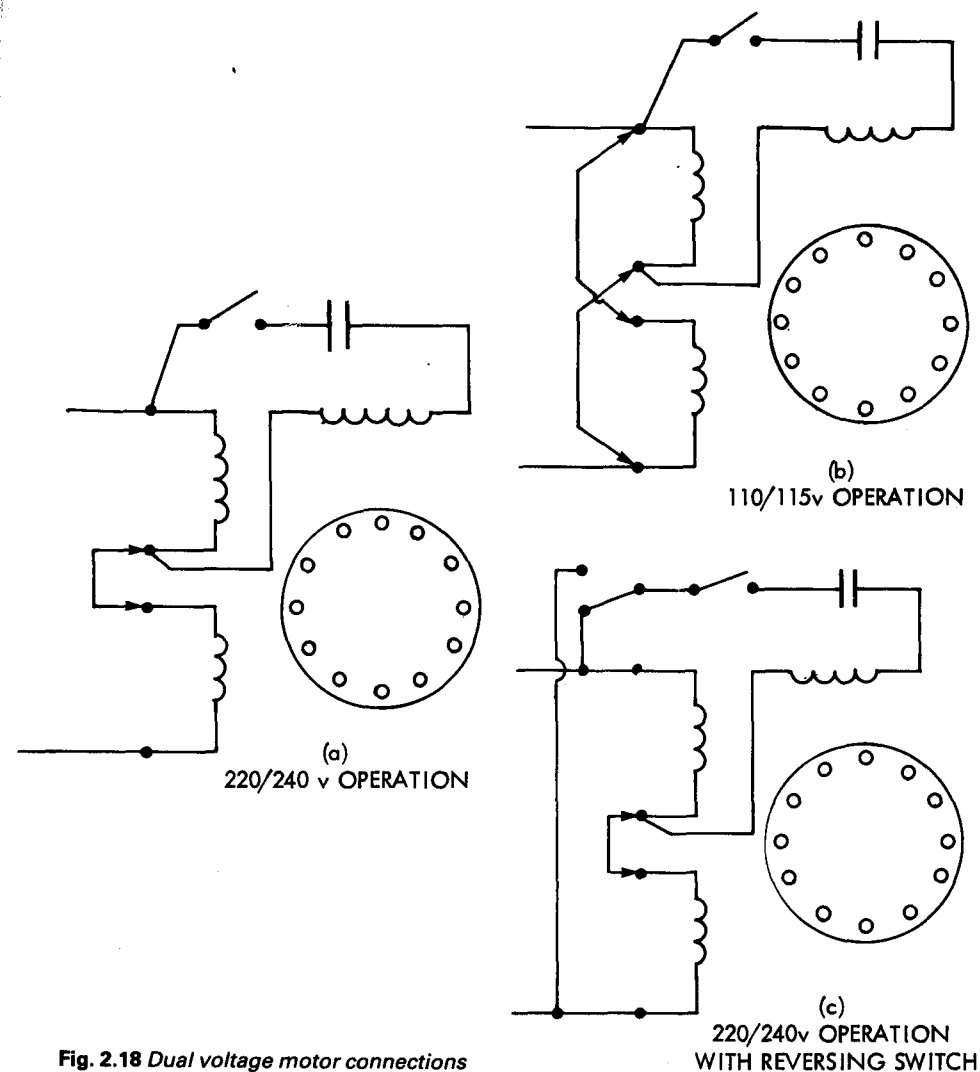 (b)
110/115v OPERATION
(a)
220/240 v OPERATION
(c)
220/240v OPERATION
WITH REVERSING SWITCH
Fig. 2.18 Dual voltage motor connections